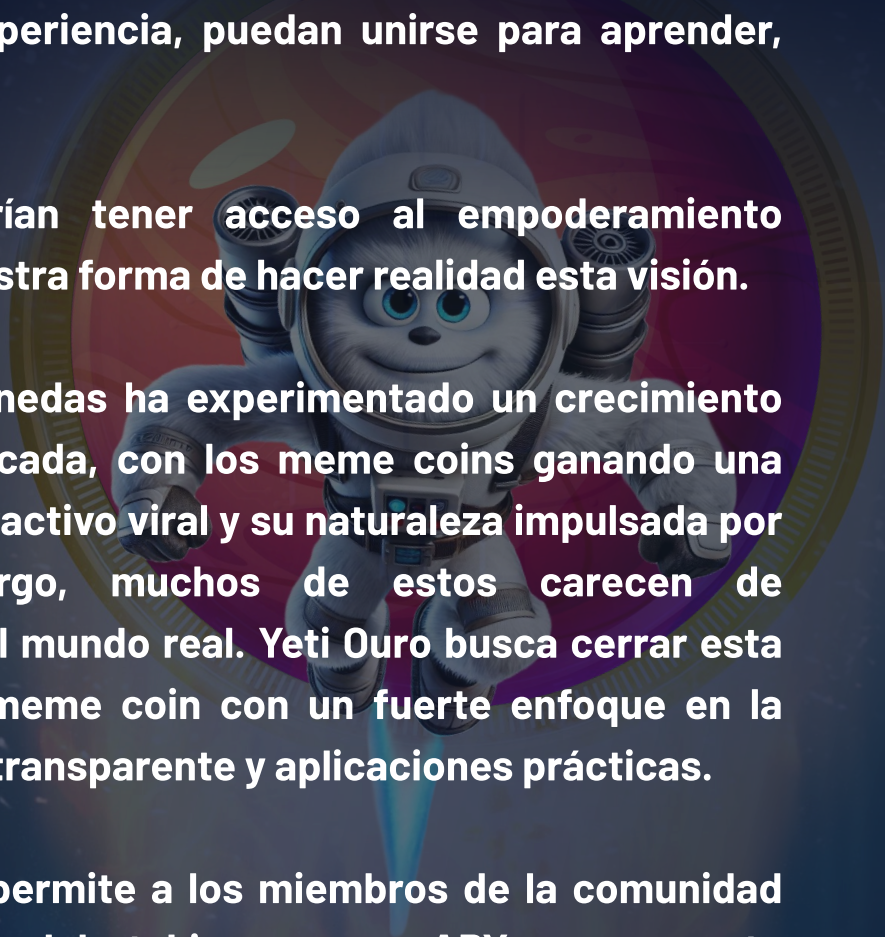 periencia, puedan unirse para aprender,
rían tener acceso al empoderamiento
stra forma de hacer realidad esta visión.
nedas ha experimentado un crecimiento
cada, con los meme coins ganando una
activo viral y su naturaleza impulsada por
rgo, muchos de estos carecen de
l mundo real. Yeti Ouro busca cerrar esta
meme coin con un fuerte enfoque en la
transparente y aplicaciones prácticas.
permite a los miembros de la comunidad